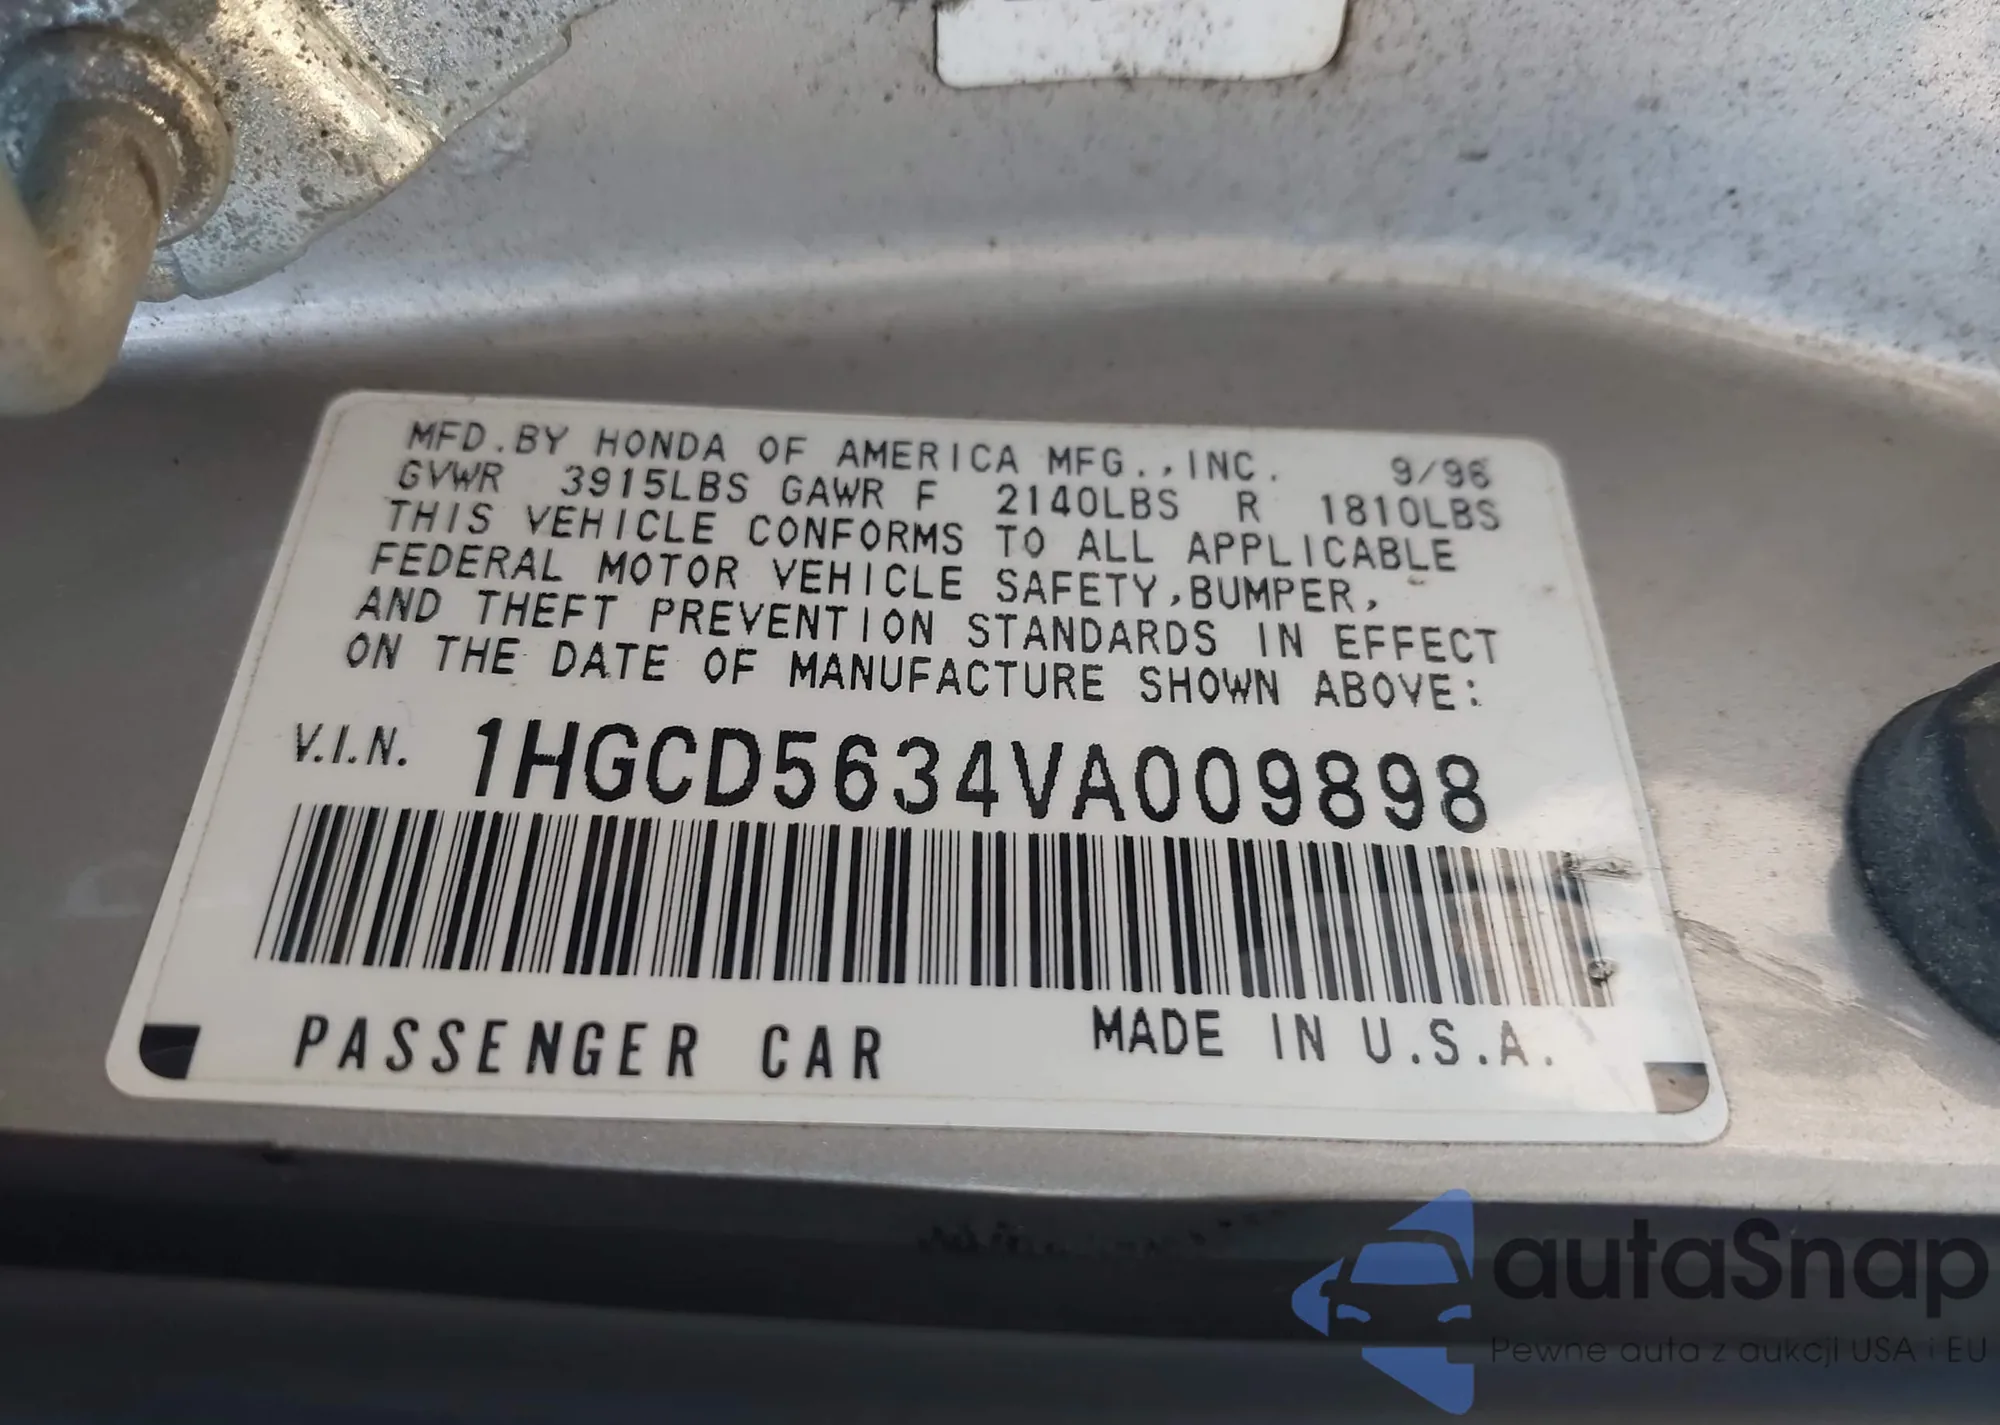 MFD.BY HONDA OF AMERICA MFG.,INC. 9/96
GVWR 3915LBS GAWR F 2140LBS R 1810LBS
THIS VEHICLE CONFORMS TO ALL APPLICABLE
FEDERAL MOTOR VEHICLE SAFETY,BUMPER,
AND THEFT PREVENTION STANDARDS IN EFFECT
ON THE DATE OF MANUFACTURE SHOWN ABOVE:
V.I.N. 1HGCD5634VA009898
PASSENGER CAR MADE IN U.S.A.
autaSnap
Pewne auta z aukcji USA i EU